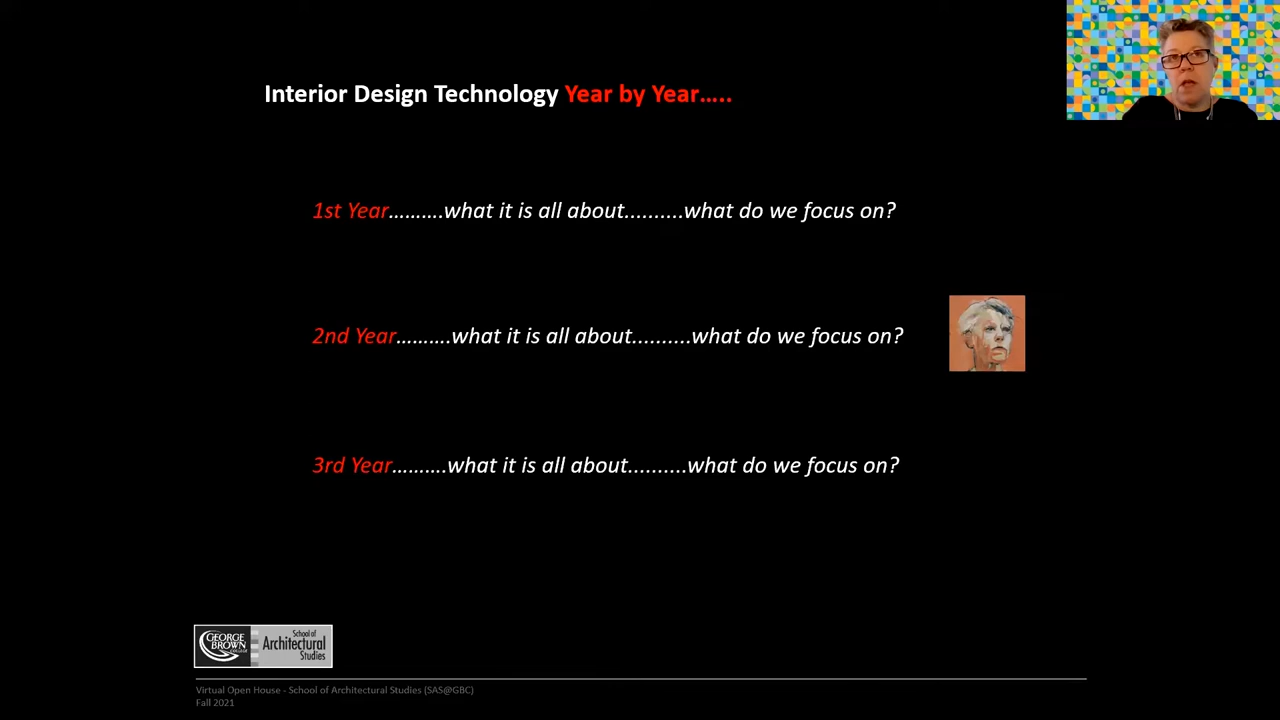 Interior Design Technology Year by Year.....
1st Year..........what it is all about..........what do we focus on?
2nd Year..........what it is all about..........what do we focus on?
3rd Year..........what it is all about..........what do we focus on?
GEORGE
BROWN
COLLEGE
School of
Architectural
Studies
Virtual Open House - School of Architectural Studies (SAS@GBC)
Fall 2021